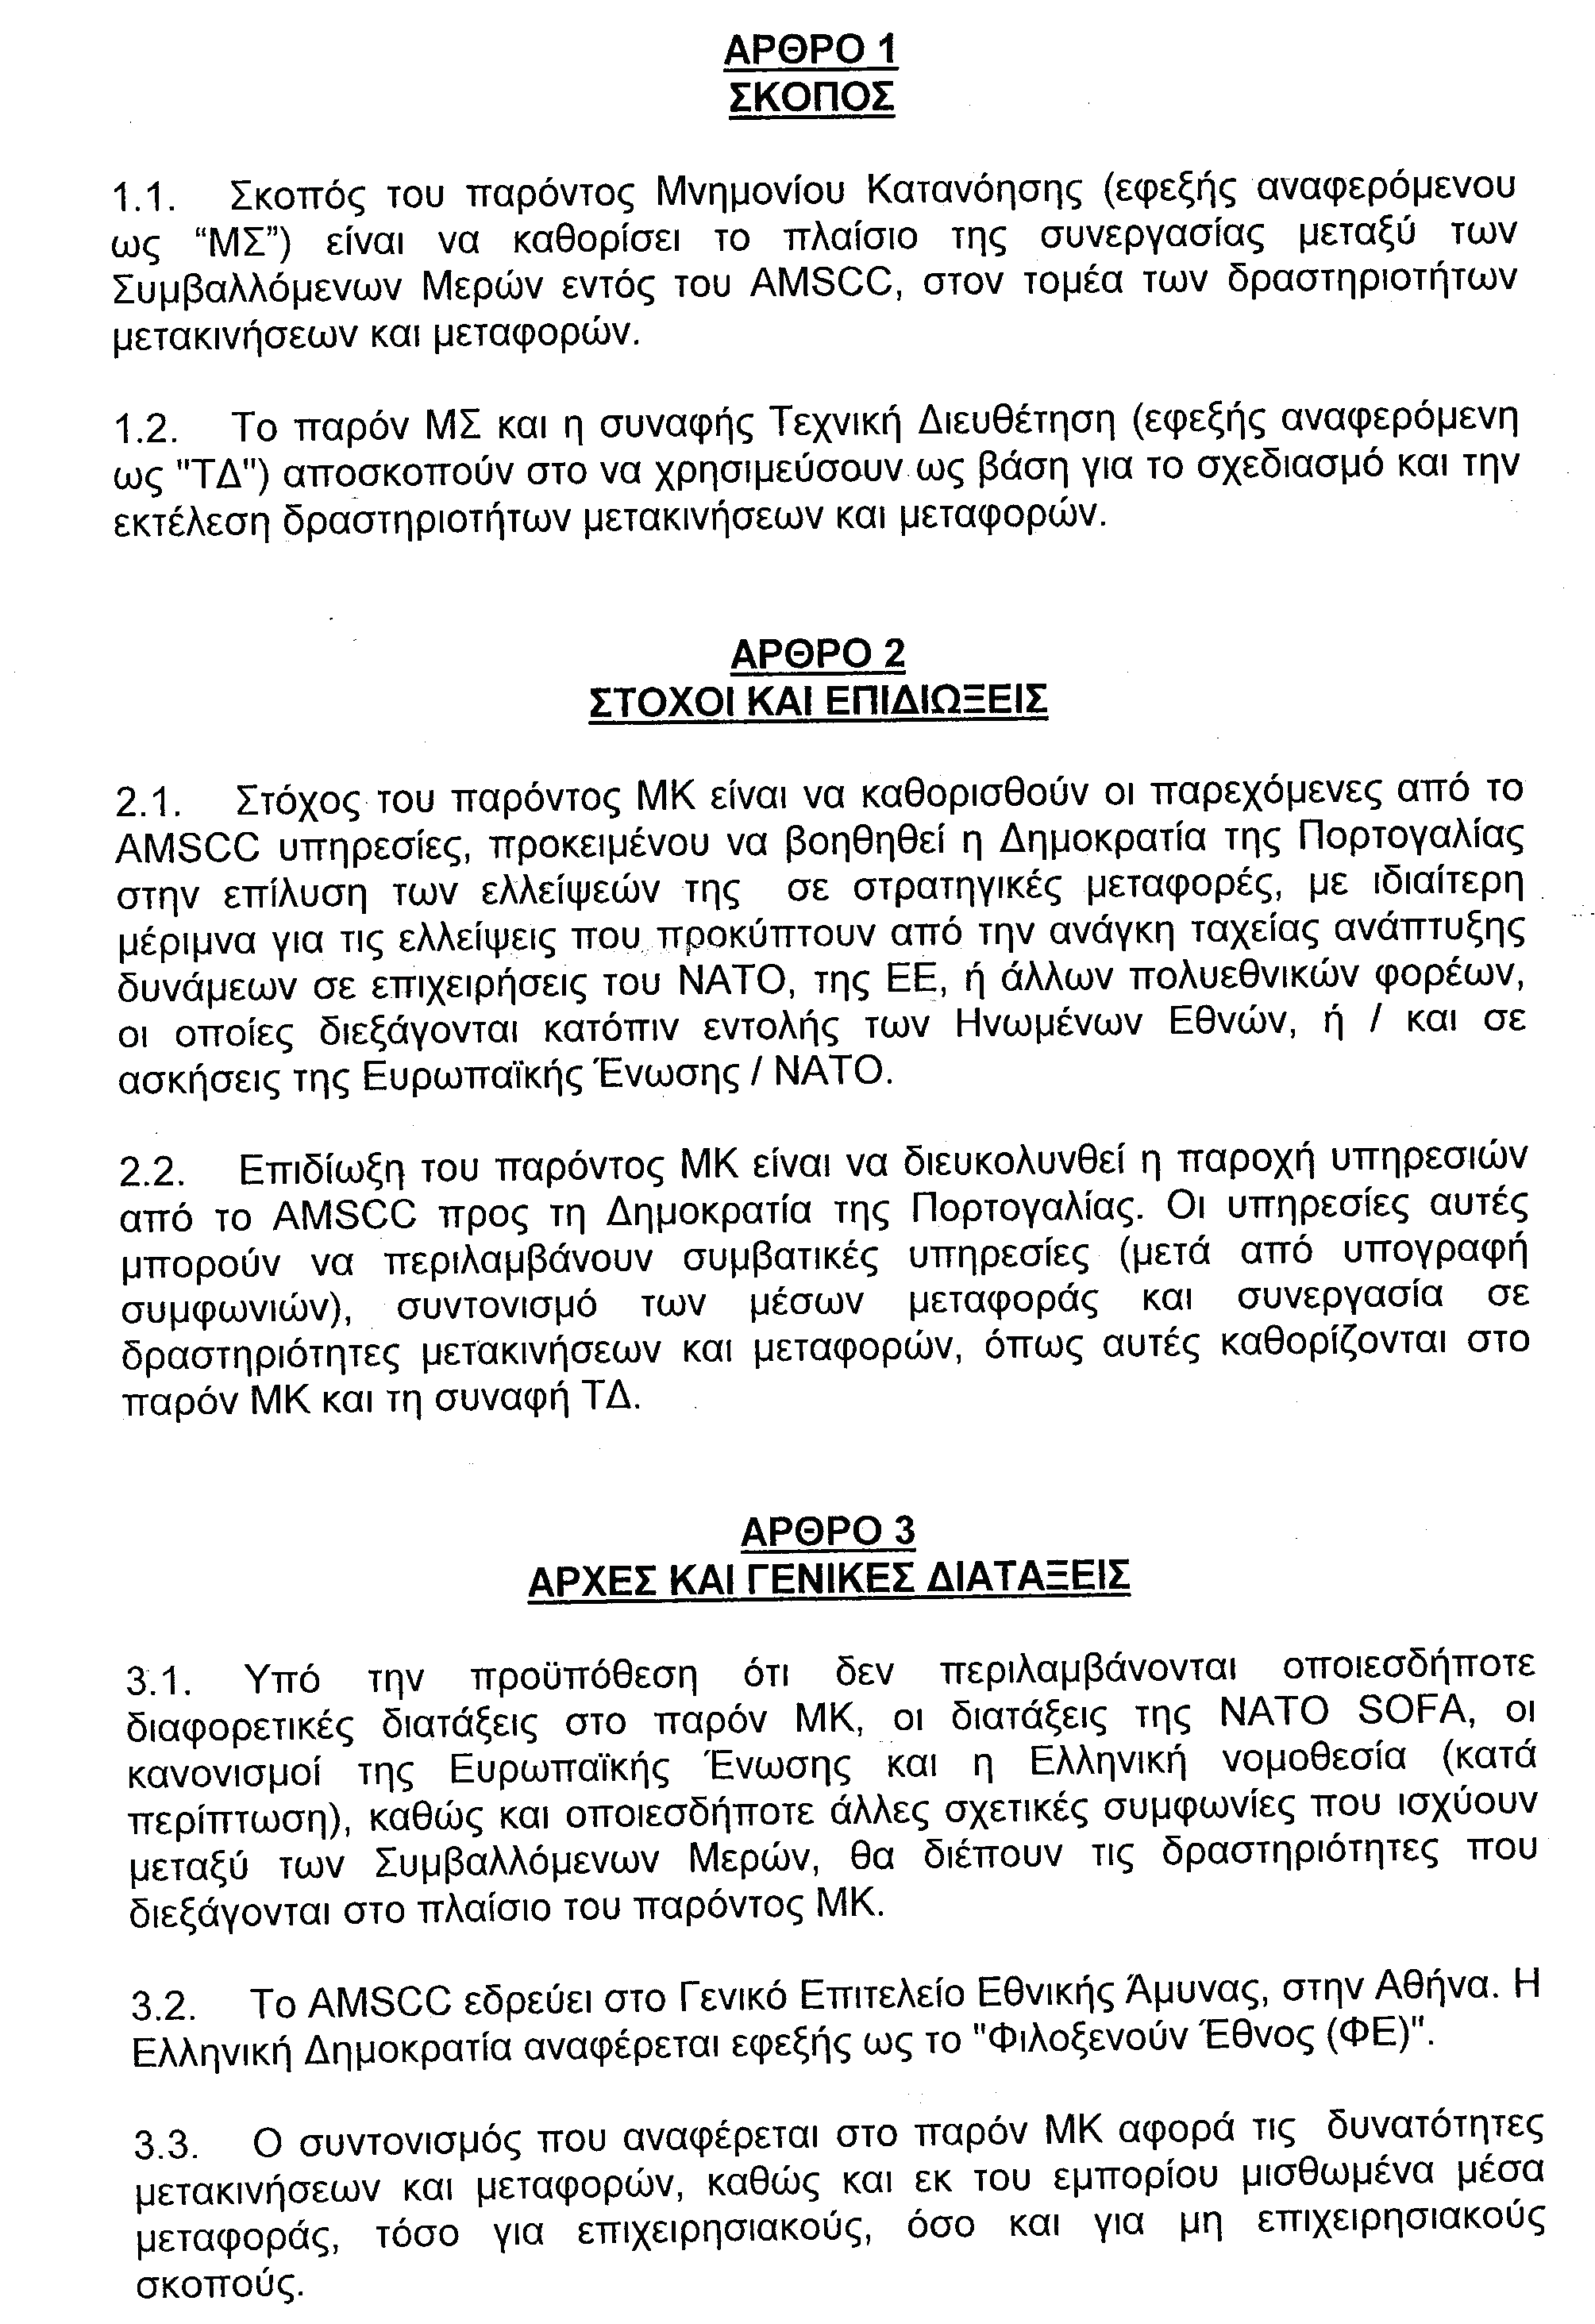 ΑΡΘΡΟ 1
ΣΚΟΠΟΣ
1.1. Σκοπός του παρόντος Μνημονίου Κατανόησης (εφεξής αναφερόμενου
ως “ΜΣ”) είναι να καθορίσει το πλαίσιο της συνεργασίας μεταξύ των
Συμβαλλόμενων Μερών εντός του AMSCC, στον τομέα των δραστηριοτήτων
μετακινήσεων και μεταφορών.
1.2. Το παρόν ΜΣ και η συναφής Τεχνική Διευθέτηση (εφεξής αναφερόμενη
ως "ΤΔ") αποσκοπούν στο να χρησιμεύσουν ως βάση για το σχεδιασμό και την
εκτέλεση δραστηριοτήτων μετακινήσεων και μεταφορών.
ΑΡΘΡΟ 2
ΣΤΟΧΟΙ ΚΑΙ ΕΠΙΔΙΩΞΕΙΣ
2.1. Στόχος του παρόντος ΜΚ είναι να καθορισθούν οι παρεχόμενες από το
AMSCC υπηρεσίες, προκειμένου να βοηθηθεί η Δημοκρατία της Πορτογαλίας
στην επίλυση των ελλείψεών της σε στρατηγικές μεταφορές, με ιδιαίτερη
μέριμνα για τις ελλείψεις που προκύπτουν από την ανάγκη ταχείας ανάπτυξης
δυνάμεων σε επιχειρήσεις του ΝΑΤΟ, της ΕΕ, ή άλλων πολυεθνικών φορέων,
οι οποίες διεξάγονται κατόπιν εντολής των Ηνωμένων Εθνών, ή / και σε
ασκήσεις της Ευρωπαϊκής Ένωσης / ΝΑΤΟ.
2.2. Επιδίωξη του παρόντος ΜΚ είναι να διευκολυνθεί η παροχή υπηρεσιών
από το AMSCC προς τη Δημοκρατία της Πορτογαλίας. Οι υπηρεσίες αυτές
μπορούν να περιλαμβάνουν συμβατικές υπηρεσίες (μετά από υπογραφή
συμφωνιών), συντονισμό των μέσων μεταφοράς και συνεργασία σε
δραστηριότητες μετακινήσεων και μεταφορών, όπως αυτές καθορίζονται στο
παρόν ΜΚ και τη συναφή ΤΔ.
ΑΡΘΡΟ 3
ΑΡΧΕΣ ΚΑΙ ΓΕΝΙΚΕΣ ΔΙΑΤΑΞΕΙΣ
3.1. Υπό την προϋπόθεση ότι δεν περιλαμβάνονται οποιεσδήποτε
διαφορετικές διατάξεις στο παρόν ΜΚ, οι διατάξεις της NATO SOFA, οι
κανονισμοί της Ευρωπαϊκής Ένωσης και η Ελληνική νομοθεσία (κατά
περίπτωση), καθώς και οποιεσδήποτε άλλες σχετικές συμφωνίες που ισχύουν
μεταξύ των Συμβαλλόμενων Μερών, θα διέπουν τις δραστηριότητες που
διεξάγονται στο πλαίσιο του παρόντος ΜΚ.
3.2. Το AMSCC εδρεύει στο Γενικό Επιτελείο Εθνικής Άμυνας, στην Αθήνα. Η
Ελληνική Δημοκρατία αναφέρεται εφεξής ως το "Φιλοξενούν Έθνος (ΦΕ)".
3.3. Ο συντονισμός που αναφέρεται στο παρόν ΜΚ αφορά τις δυνατότητες
μετακινήσεων και μεταφορών, καθώς και εκ του εμπορίου μισθωμένα μέσα
μεταφοράς, τόσο για επιχειρησιακούς, όσο και για μη επιχειρησιακούς
σκοπούς.